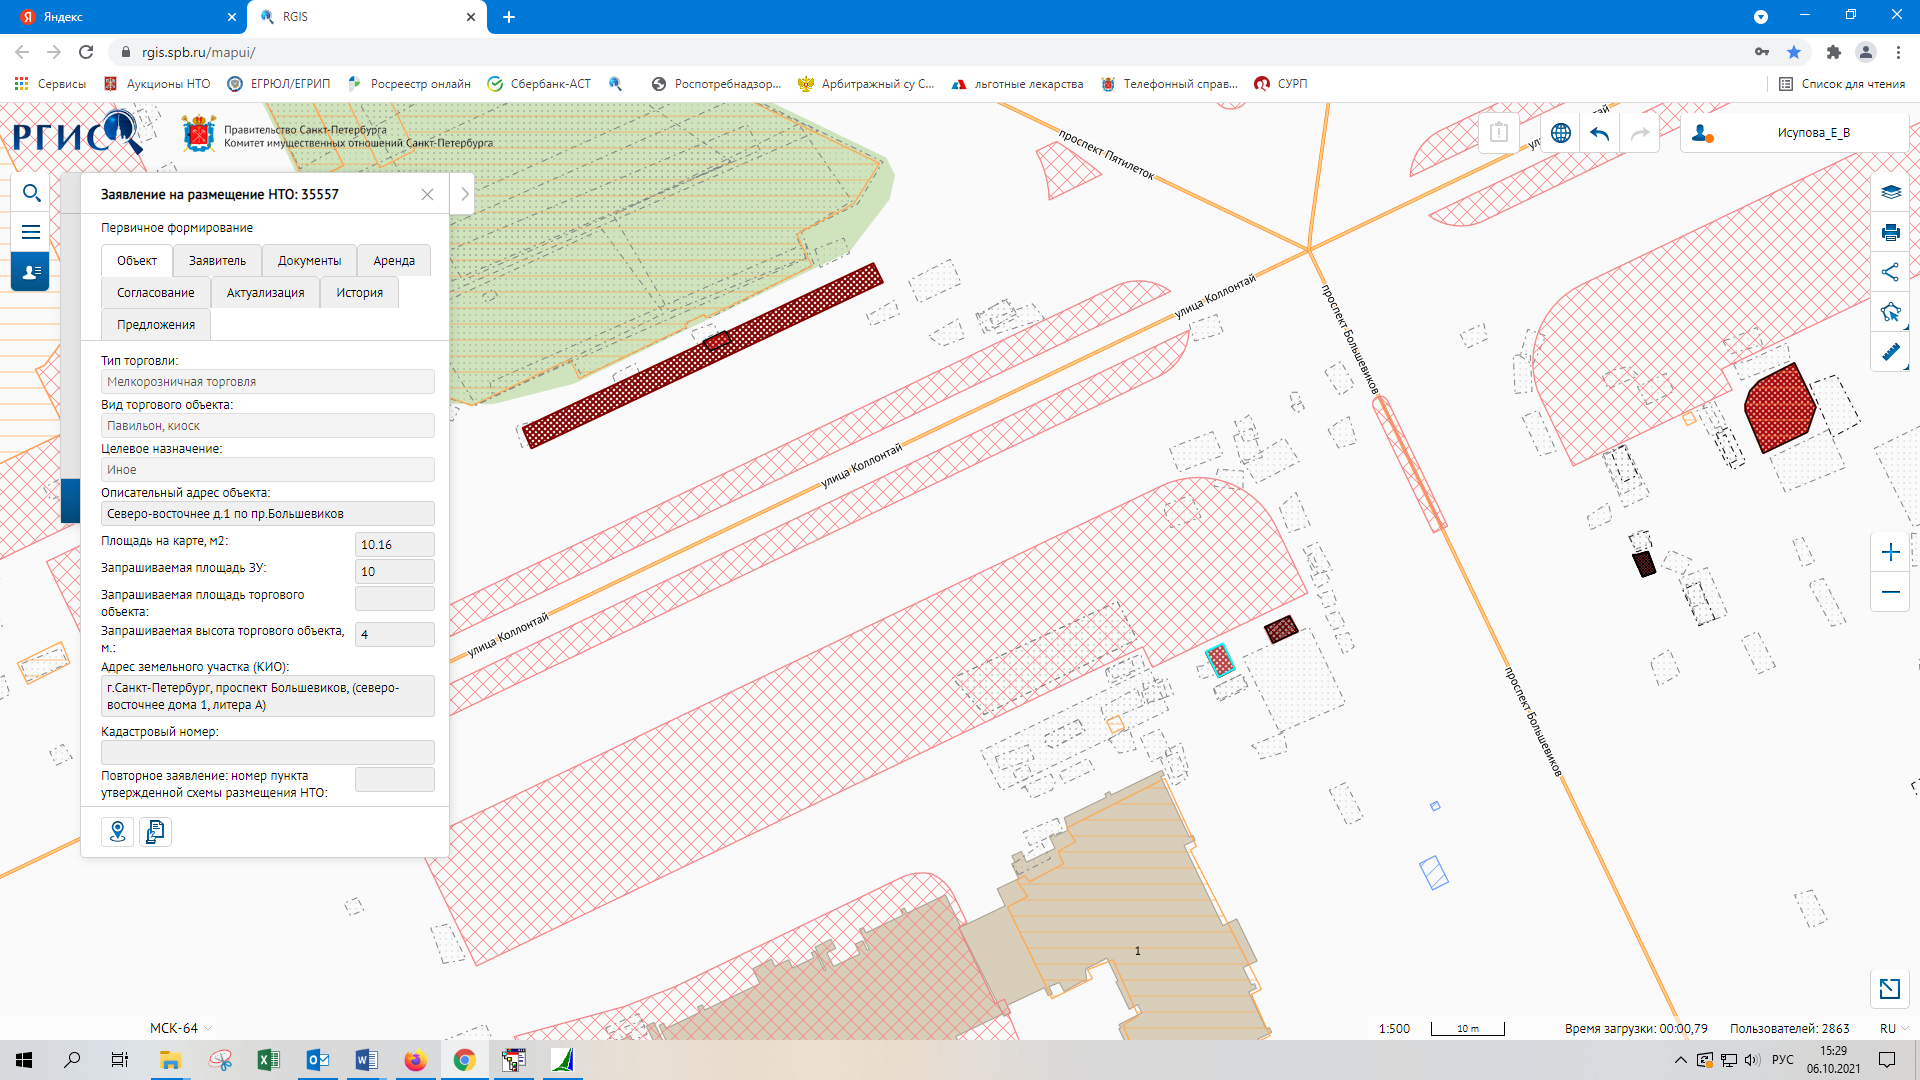 Яндекс
RGIS
rgis.spb.ru/mapui/
Сервисы
Аукционы НТО
ЕГРЮЛ/ЕГРИП
Росреестр онлайн
Сбербанк-АСТ
Роспотребнадзор...
Арбитражный су С...
льготные лекарства
Телефонный справ...
СУРП
Список для чтения
РГИС
Правительство Санкт-Петербурга
Комитет имущественных отношений Санкт-Петербурга
Исупова_Е_В
Заявление на размещение НТО: 35557
Первичное формирование
Объект
Заявитель
Документы
Аренда
Согласование
Актуализация
История
Предложения
Тип торговли:
Мелкорозничная торговля
Вид торгового объекта:
Павильон, киоск
Целевое назначение:
Иное
Описательный адрес объекта:
Северо-восточнее д.1 по пр.Большевиков
Площадь на карте, м2:
10.16
Запрашиваемая площадь ЗУ:
10
Запрашиваемая площадь торгового
объекта:
Запрашиваемая высота торгового объекта,
м.:
4
Адрес земельного участка (КИО):
г.Санкт-Петербург, проспект Большевиков, (северо-
восточнее дома 1, литера А)
Кадастровый номер:
Повторное заявление: номер пункта
утвержденной схемы размещения НТО:
проспект Пятилеток
улица Коллонтай
проспект Большевиков
улица Коллонтай
улица Коллонтай
проспект Большевиков
1
МСК-64
1:500
10 m
Время загрузки: 00:00,79
Пользователей: 2863
RU
РУС
15:29
06.10.2021